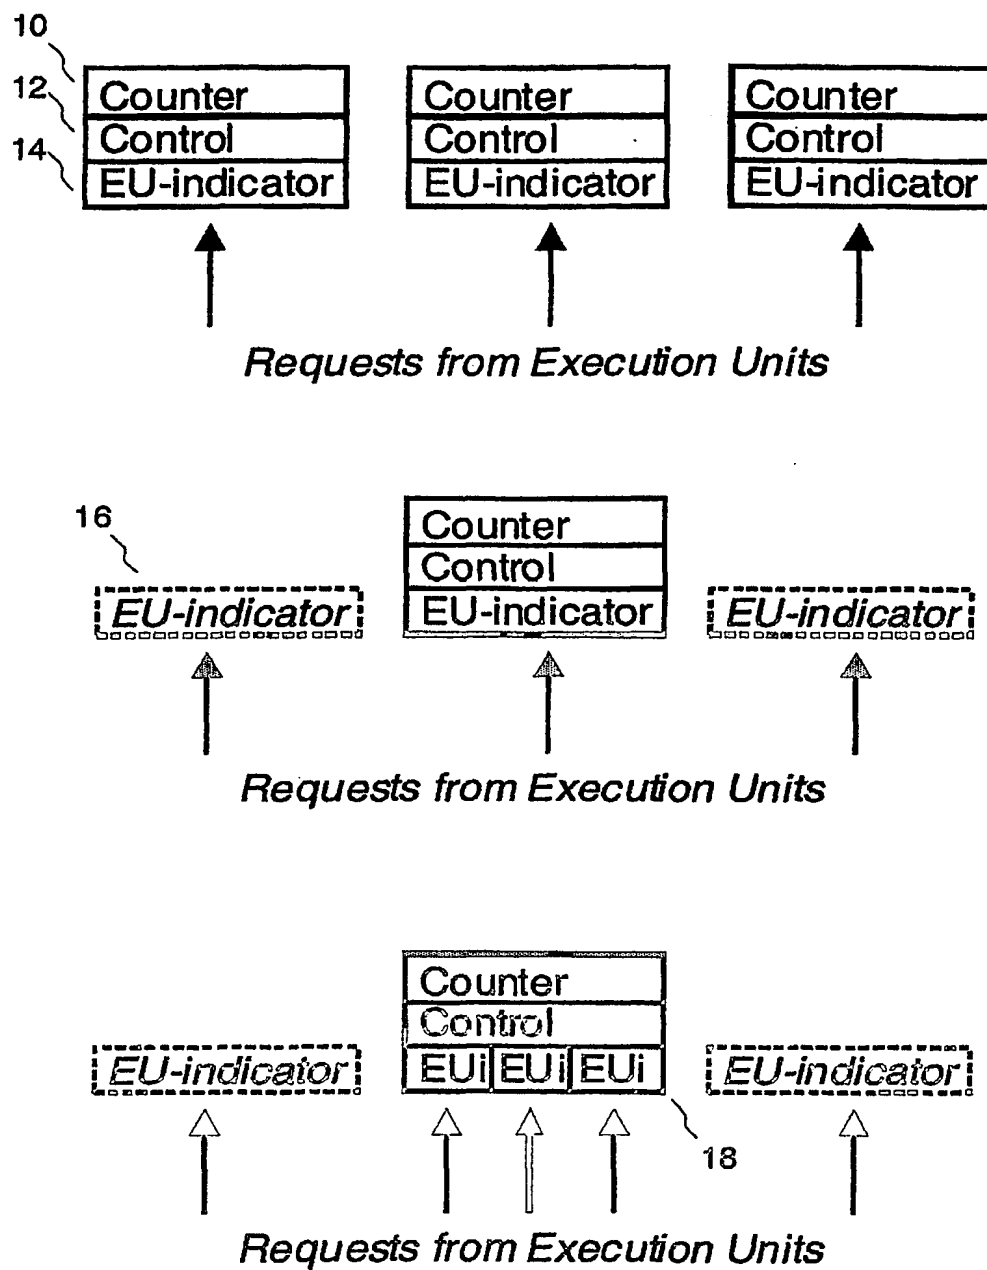 10
12
14
Counter Counter Counter
Control Control Control
EU-indicator EU-indicator EU-indicator
Requests from Execution Units
16
Counter
Control
EU-indicator EU-indicator EU-indicator
Requests from Execution Units
Counter
Control
EU-indicator EUi EUi EUi EU-indicator
18
Requests from Execution Units